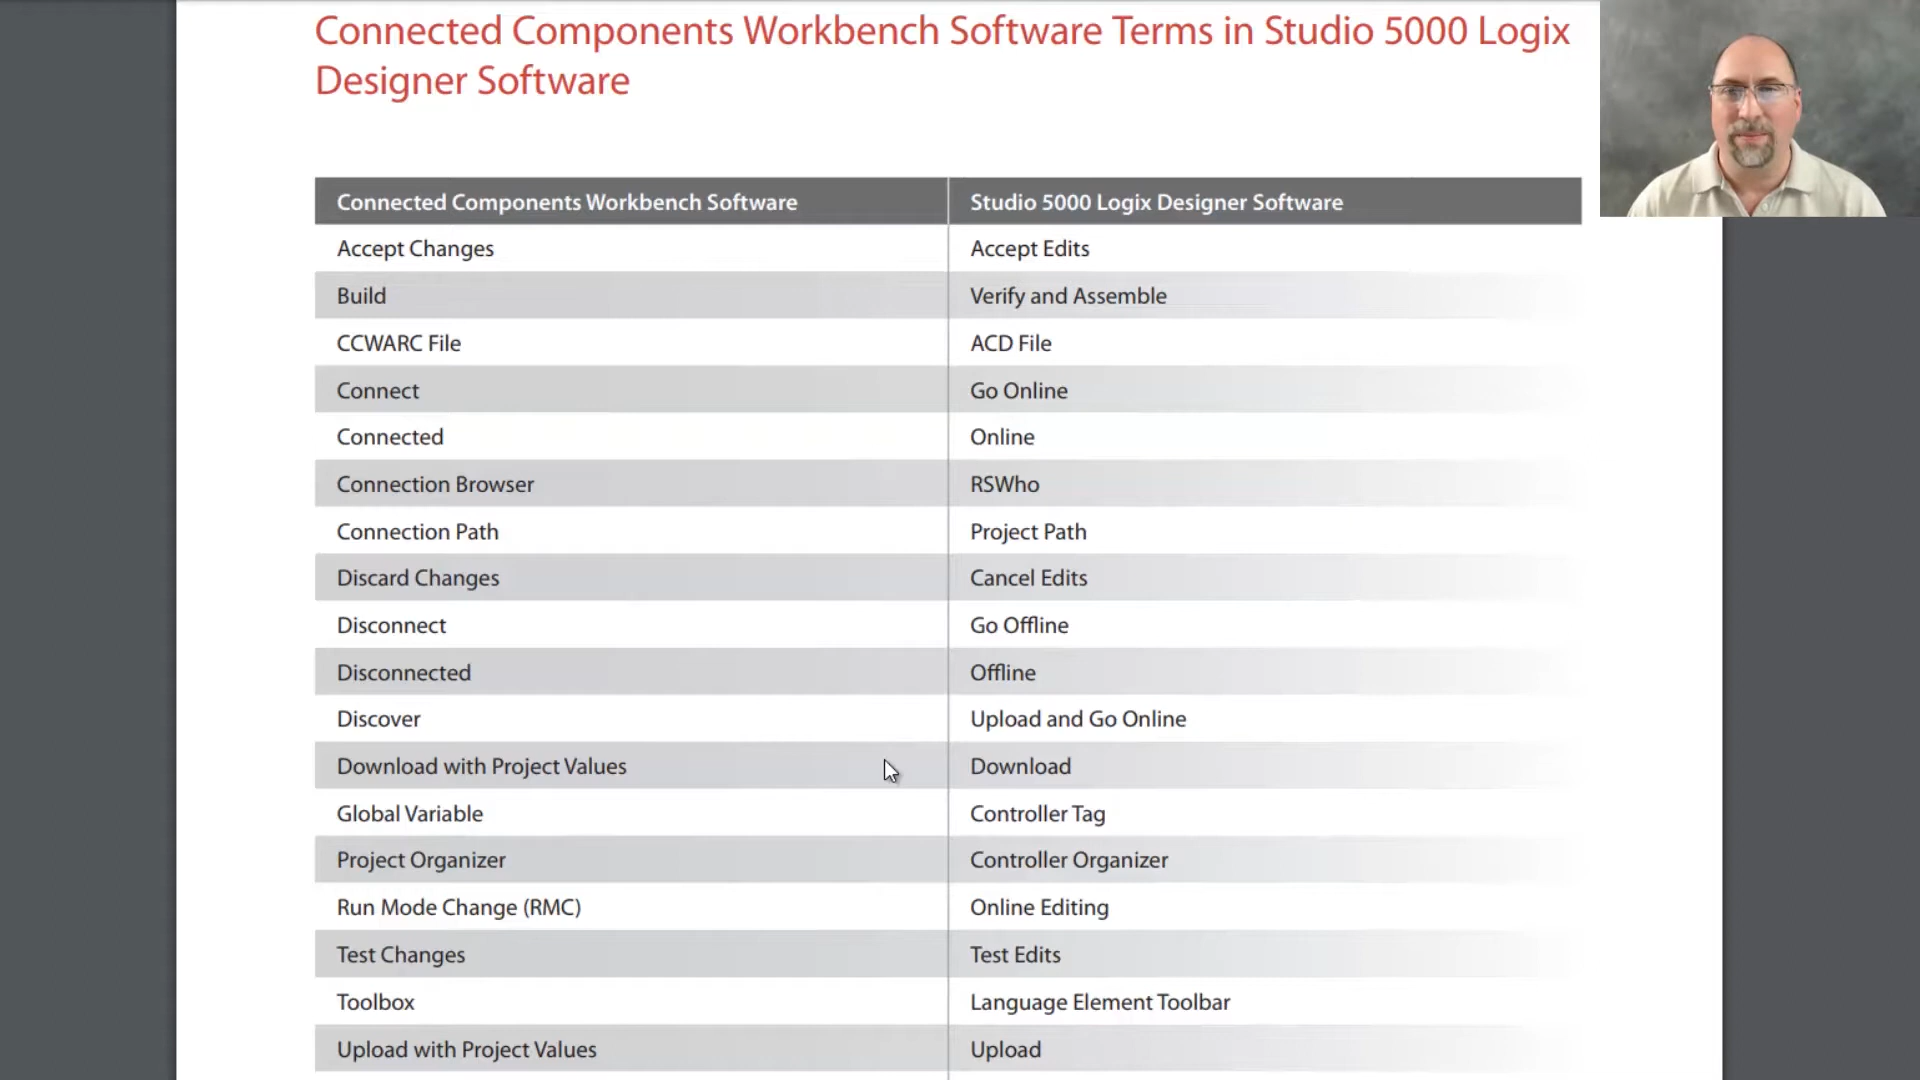 Connected Components Workbench Software Terms in Studio 5000 Logix
Designer Software
Connected Components Workbench Software Studio 5000 Logix Designer Software
Accept Changes Accept Edits
Build Verify and Assemble
CCWARC File ACD File
Connect Go Online
Connected Online
Connection Browser RSWho
Connection Path Project Path
Discard Changes Cancel Edits
Disconnect Go Offline
Disconnected Offline
Discover Upload and Go Online
Download with Project Values Download
Global Variable Controller Tag
Project Organizer Controller Organizer
Run Mode Change (RMC) Online Editing
Test Changes Test Edits
Toolbox Language Element Toolbar
Upload with Project Values Upload